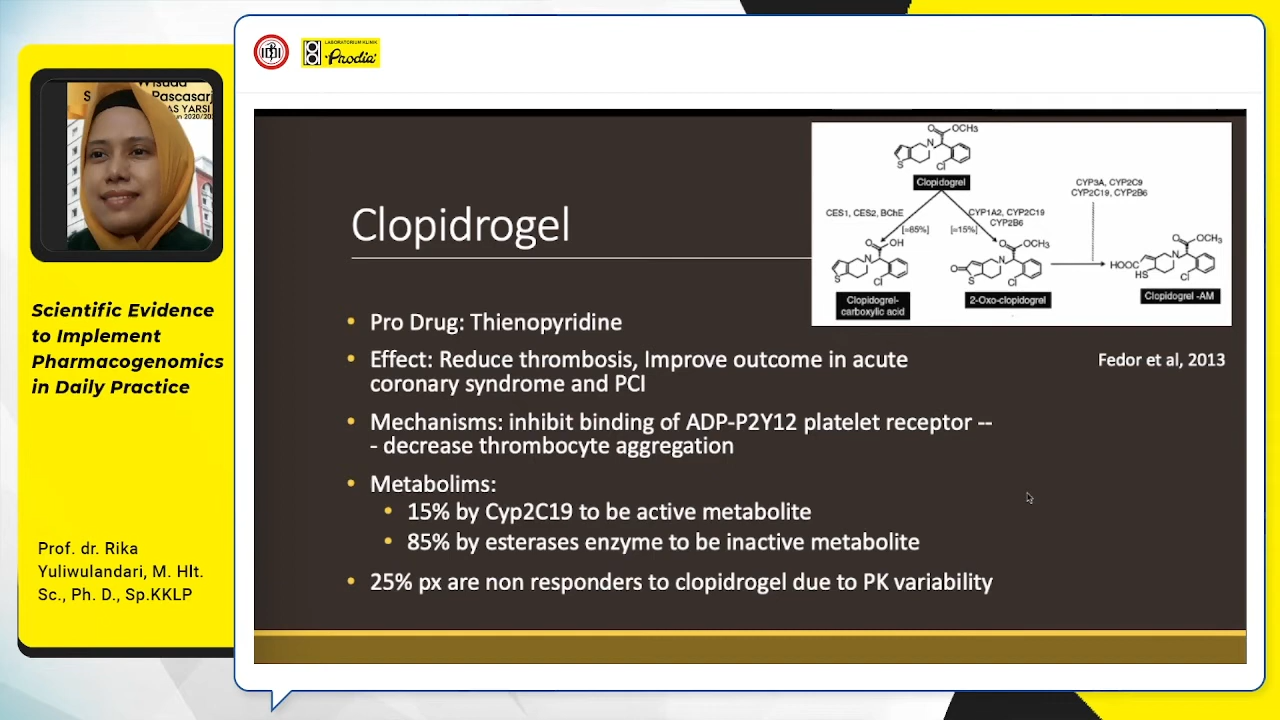 LABORATORIUM KLINIK
Prodia
Wisuda
Pascasarj
AS YARSI
un 2020/20
Scientific Evidence
to Implement
Pharmacogenomics
in Daily Practice
Prof. dr. Rika
Yuliwulandari, M. Hlt.
Sc., Ph. D., Sp.KKLP
Clopidrogel
• Pro Drug: Thienopyridine
• Effect: Reduce thrombosis, Improve outcome in acute
coronary syndrome and PCI
• Mechanisms: inhibit binding of ADP-P2Y12 platelet receptor --
- decrease thrombocyte aggregation
• Metabolims:
• 15% by Cyp2C19 to be active metabolite
• 85% by esterases enzyme to be inactive metabolite
• 25% px are non responders to clopidrogel due to PK variability
O OCH3
N
S
Cl
Clopidogrel
CES1, CES2, BChE
[≈85%]
CYP1A2, CYP2C19
CYP2B6
[≈15%]
CYP3A, CYP2C9
CYP2C19, CYP2B6
O OH
N
S
Cl
Clopidogrel-
carboxylic acid
O OCH3
N
O S
Cl
2-Oxo-clopidogrel
O OCH3
HOOC N
HS
Cl
Clopidogrel -AM
Fedor et al, 2013